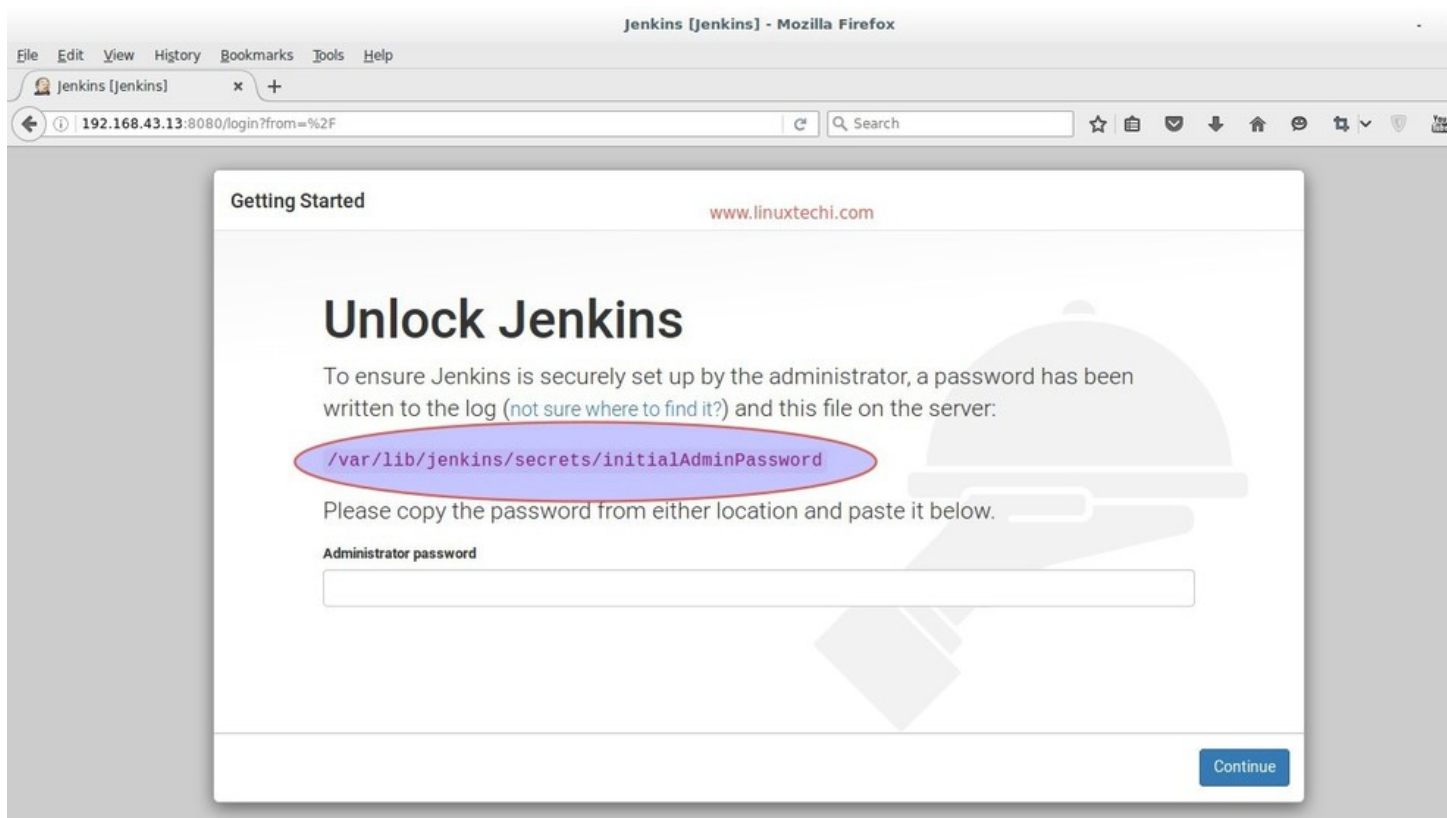 Jenkins [Jenkins] - Mozilla Firefox
File Edit View History Bookmarks Tools Help
Jenkins [Jenkins]
192.168.43.13:8080/login?from=%2F
Search
You
Getting Started
www.linuxtechi.com
Unlock Jenkins
To ensure Jenkins is securely set up by the administrator, a password has been
written to the log (not sure where to find it?) and this file on the server:
/var/lib/jenkins/secrets/initialAdminPassword
Please copy the password from either location and paste it below.
Administrator password
Continue